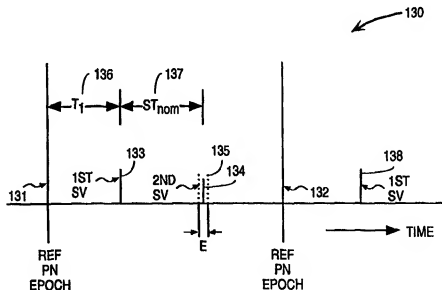 130
136
137
T1
STnom
133
135
134
138
131
1ST
SV
2ND
SV
132
1ST
SV
E
TIME
REF
PN
EPOCH
REF
PN
EPOCH